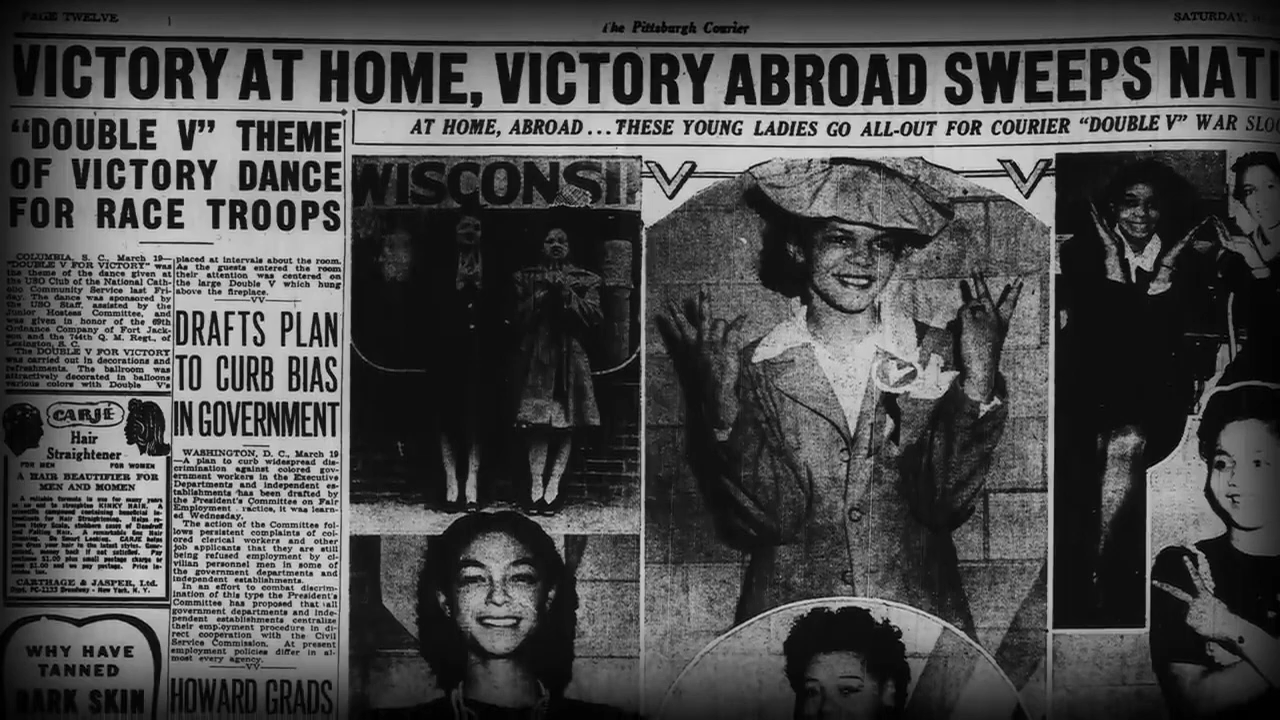 PAGE TWELVE
The Pittsburgh Courier
SATURDAY,
VICTORY AT HOME, VICTORY ABROAD SWEEPS NATI
"DOUBLE V" THEME
OF VICTORY DANCE
FOR RACE TROOPS
COLUMBIA, S. C., March 19—
"DOUBLE V FOR VICTORY" was
the theme of the dance given at
the USO Club of the National Cath-
olic Community Service last Fri-
day. The dance was sponsored by
the USO Staff, assisted by the
Junior Hostess Committee, and
was given in honor of the 69th
Ordnance Company of Fort Jack-
son and the 744th Q. M. Regt., of
Lexington, S. C.
The DOUBLE V FOR VICTORY
was carried out in decorations and
refreshments. The ballroom was
attractively decorated in balloons
various colors with Double V's
placed at intervals about the room.
As the guests entered the room
their attention was centered on
the large Double V which hung
above the fireplace.
VV
DRAFTS PLAN
TO CURB BIAS
IN GOVERNMENT
WASHINGTON, D. C., March 19
—A plan to curb widespread dis-
crimination against colored gov-
ernment workers in the Executive
Departments and independent es-
tablishments has been drafted by
the President's Committee on Fair
Employment ractics, it was learn-
ed Wednesday.
The action of the Committee fol-
lows persistent complaints of col-
ored clerical workers and other
job applicants that they are still
being refused employment by ci-
vilian personnel men in some of
the government departments and
independent establishments.
In an effort to combat discrim-
ination of this type the President's
Committee has proposed that all
government departments and inde-
pendent establishments centralize
their employment procedure in di-
rect cooperation with the Civil
Service Commission. At present
employment policies differ in al-
most every agency.
VV
HOWARD GRADS
CARJÉ
Hair
Straightener
FOR MEN FOR WOMEN
A HAIR BEAUTIFIER FOR
MEN AND WOMEN
CARTHAGE & JASPER, Ltd.
Dept. PC-1133 Broadway - New York, N. Y.
WHY HAVE
TANNED
DARK SKIN
AT HOME, ABROAD ... THESE YOUNG LADIES GO ALL-OUT FOR COURIER "DOUBLE V" WAR SLO
WISCONSI
V V